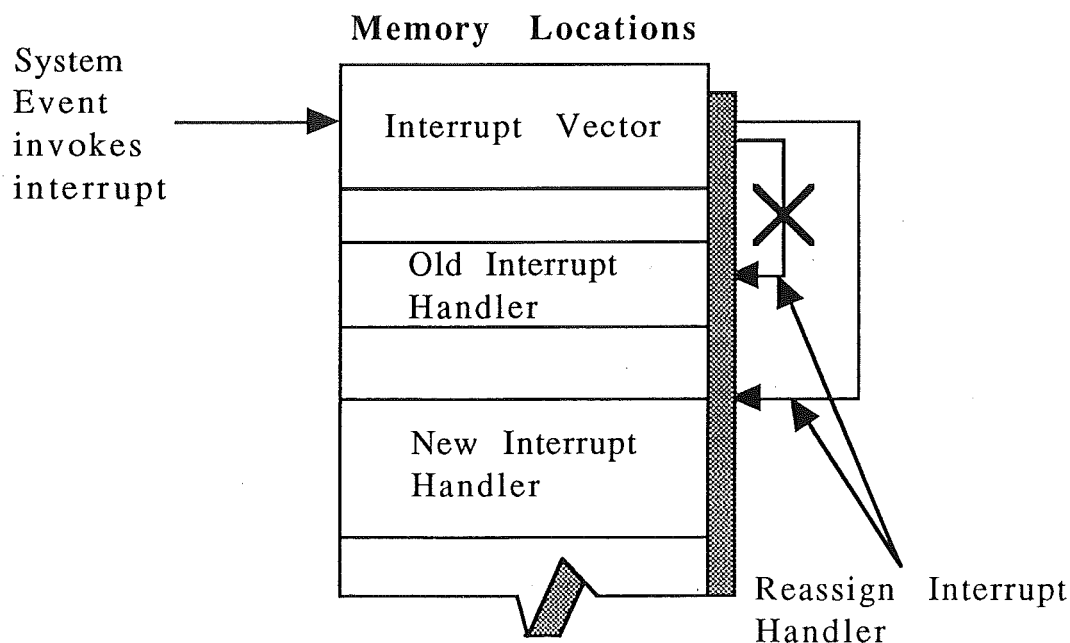 Memory Locations
System
Event
invokes
interrupt
Interrupt Vector
Old Interrupt
Handler
New Interrupt
Handler
Reassign Interrupt
Handler